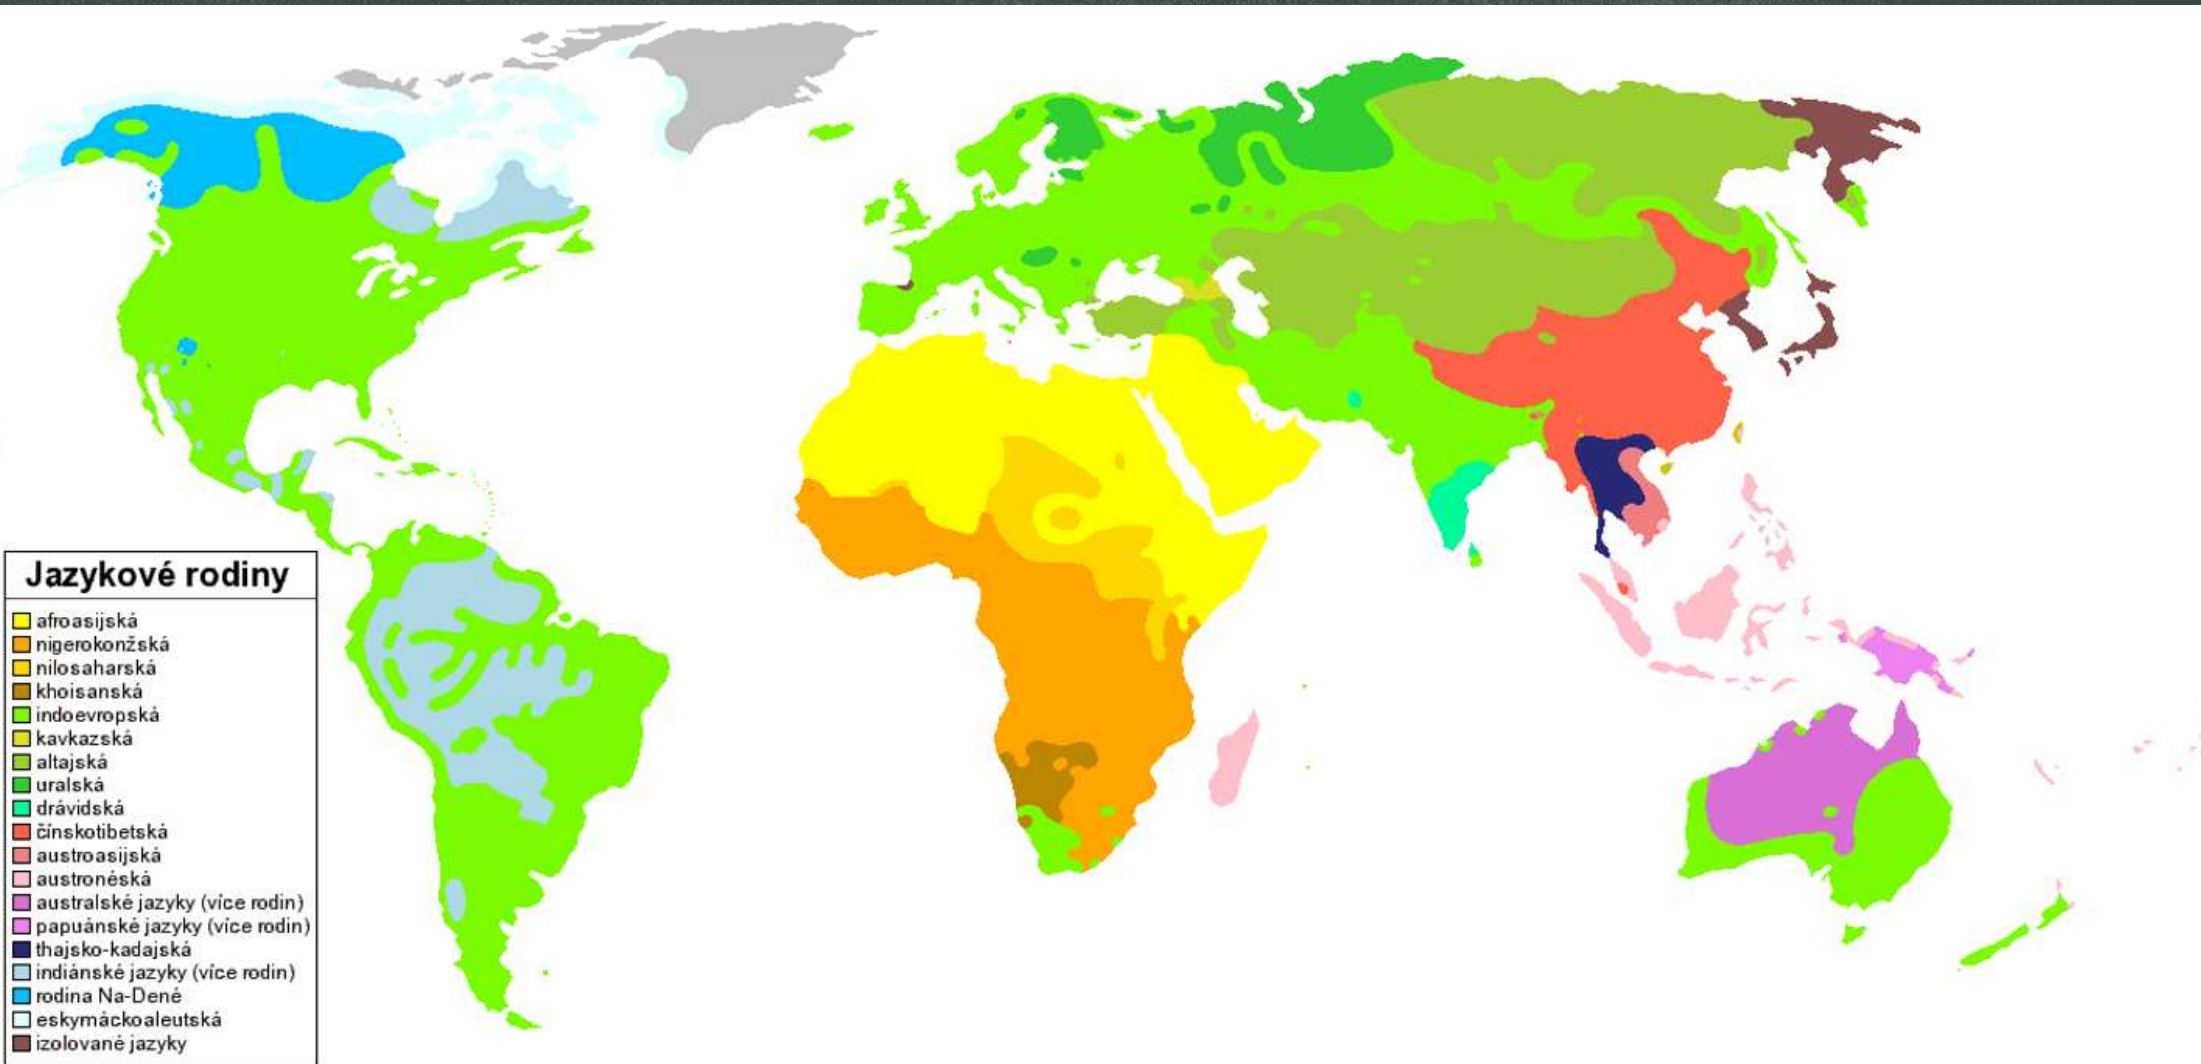 Jazykové rodiny
afroasijská
nigerokonžská
nilosaharská
khoisanská
indoevropská
kavkazská
altajská
uralská
drávidská
čínskotibetská
austroasijská
austronéská
australské jazyky (více rodin)
papuánské jazyky (více rodin)
thajsko-kadajská
indiánské jazyky (více rodin)
rodina Na-Dené
eskymáckoaleutská
izolované jazyky